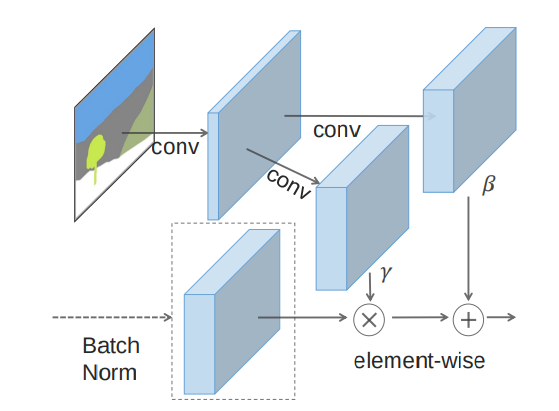 conv
conv
conv
β
γ
Batch
Norm
element-wise